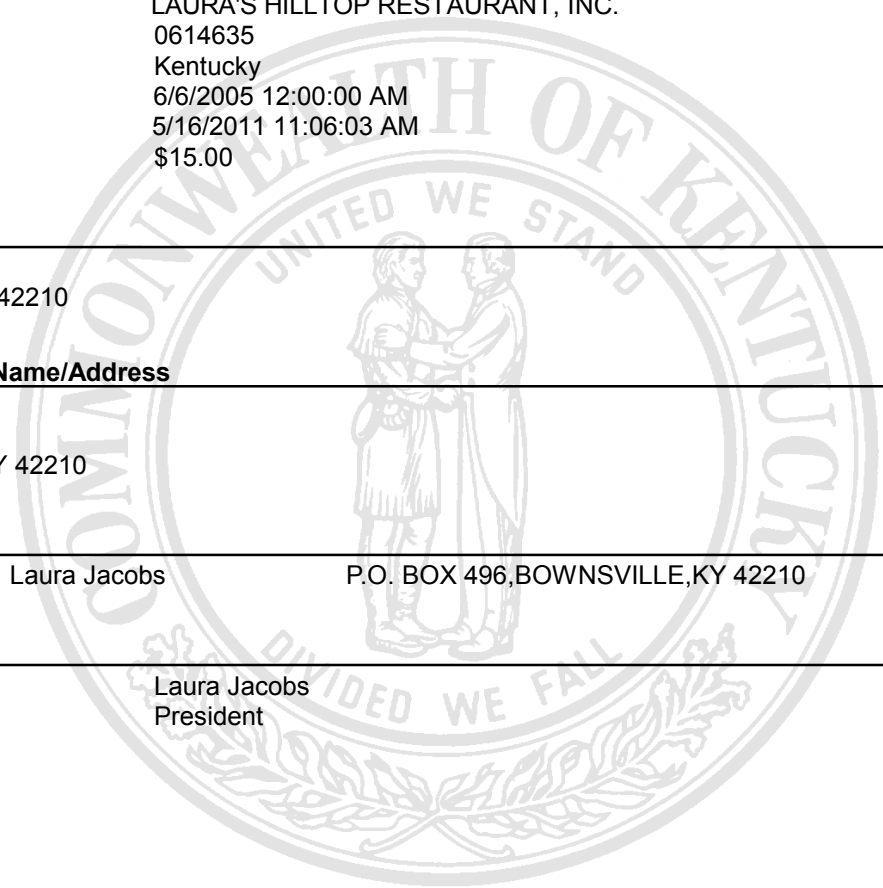 LAURA'S HILLTOP RESTAURANT, INC.
0614635
Kentucky
6/6/2005 12:00:00 AM
5/16/2011 11:06:03 AM
$15.00
COMMONWEALTH OF KENTUCKY
UNITED WE STAND
42210
Name/Address
Y 42210
Laura Jacobs P.O. BOX 496,BOWNSVILLE,KY 42210
DIVIDED WE FALL
Laura Jacobs
President